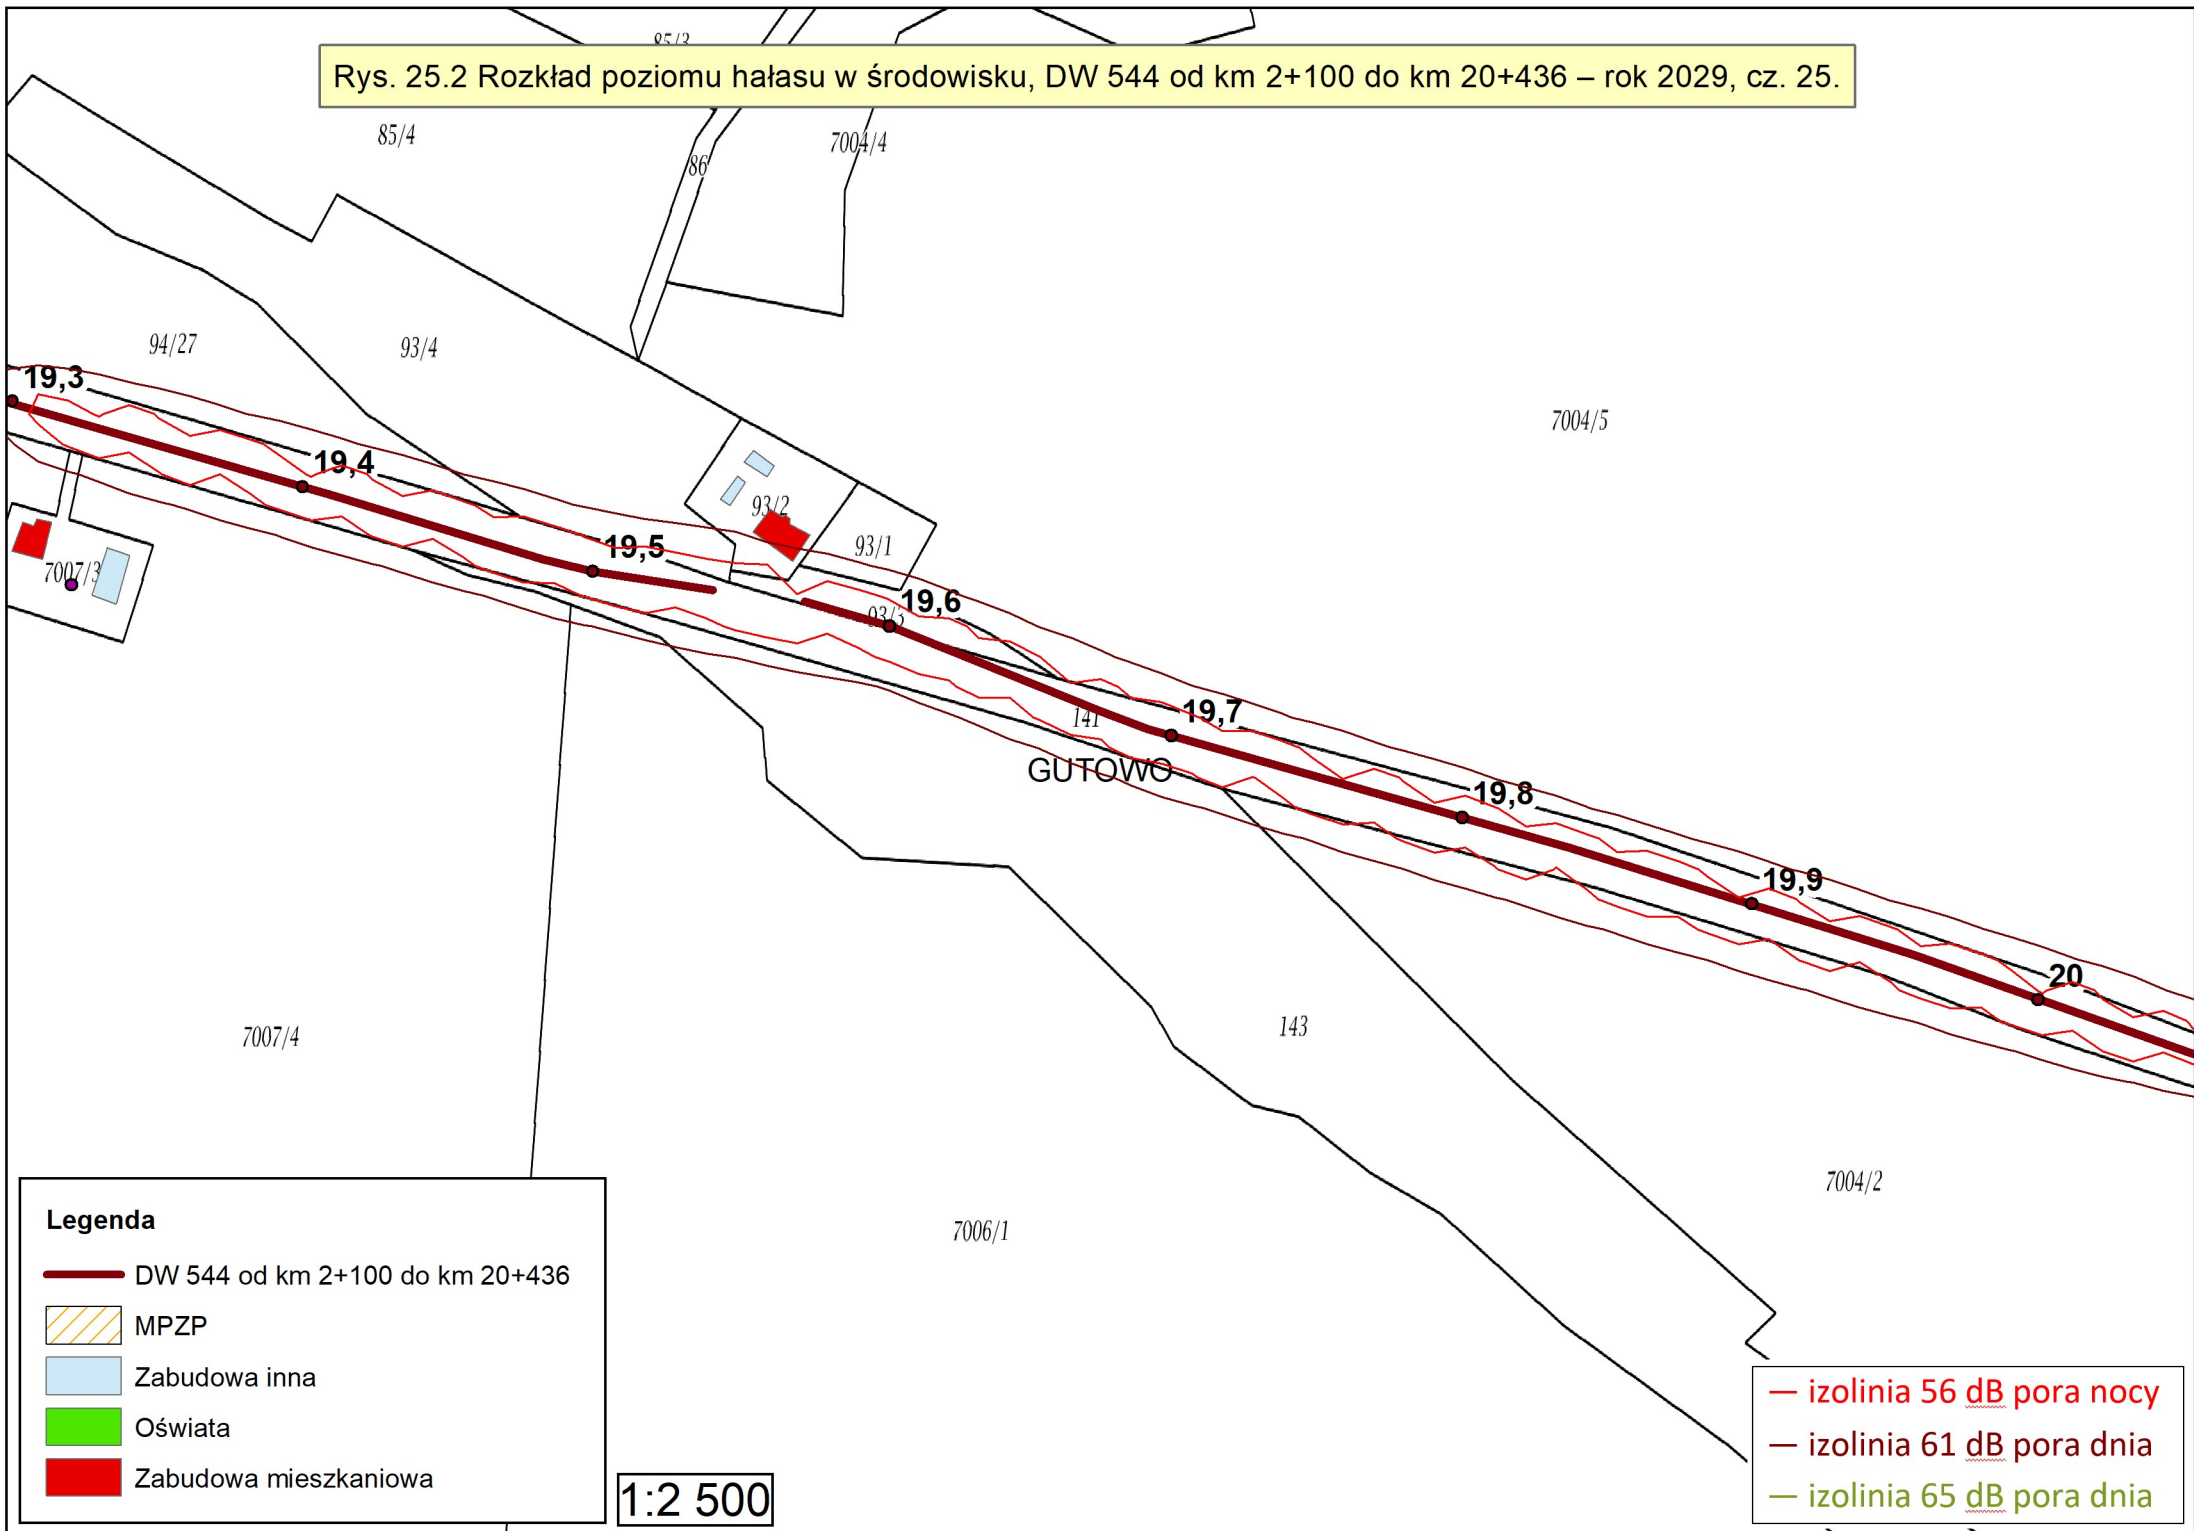 85/3
Rys. 25.2 Rozkład poziomu hałasu w środowisku, DW 544 od km 2+100 do km 20+436 – rok 2029, cz. 25.
85/4
86
7004/4
94/27
93/4
19,3
7004/5
19,4
93/2
19,5
93/1
7007/3
19,6
93/3
19,7
141
GUTOWO
19,8
19,9
20
143
7007/4
7004/2
7006/1
Legenda
DW 544 od km 2+100 do km 20+436
MPZP
Zabudowa inna
Oświata
Zabudowa mieszkaniowa
1:2 500
izolinia 56 dB pora nocy
izolinia 61 dB pora dnia
izolinia 65 dB pora dnia